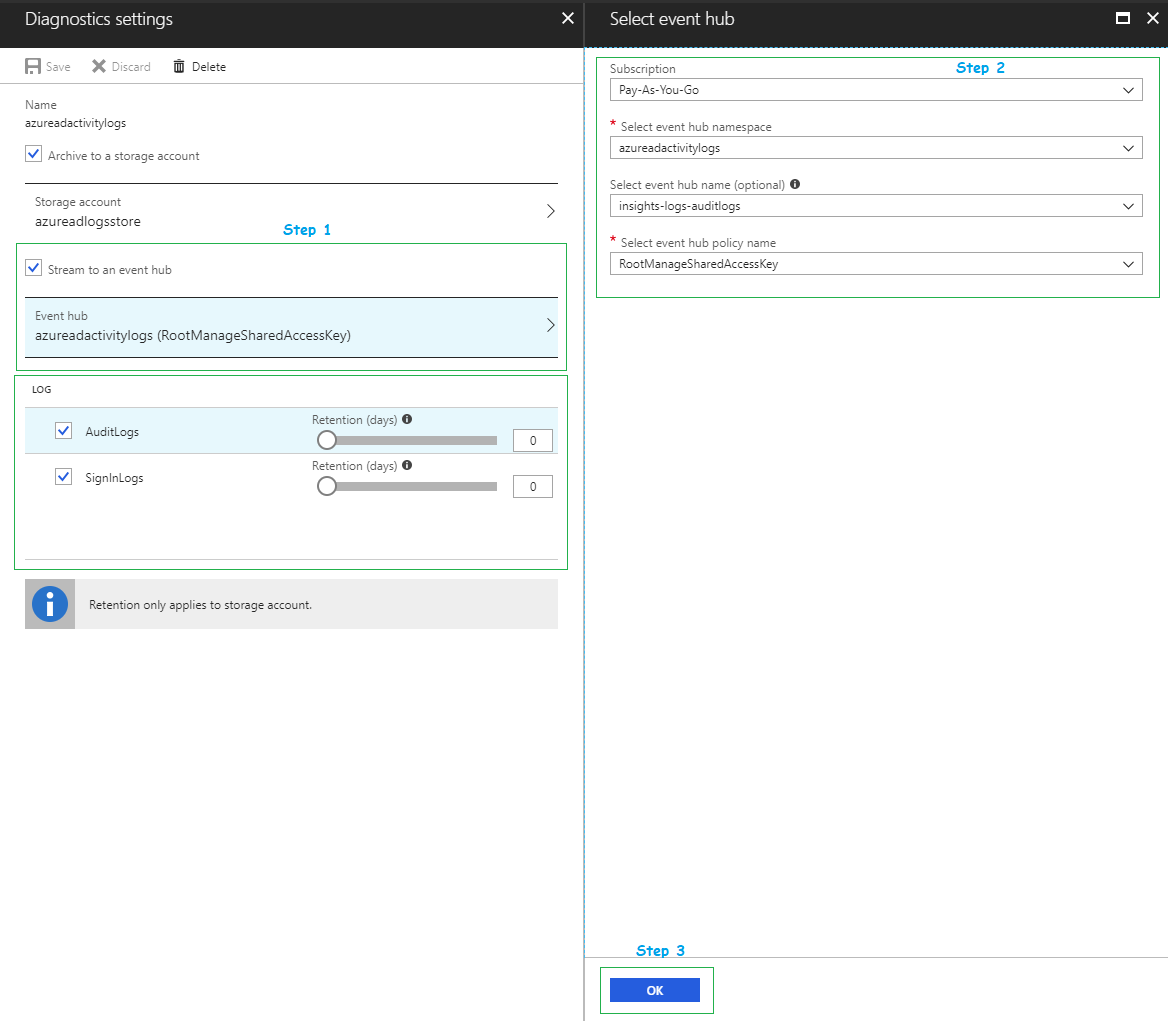 Diagnostics settings
Save Discard Delete
Name
azureadactivitylogs
Archive to a storage account
Storage account
azureadlogsstore
Step 1
Stream to an event hub
Event hub
azureadactivitylogs (RootManageSharedAccessKey)
LOG
AuditLogs
Retention (days)
0
SignInLogs
Retention (days)
0
Retention only applies to storage account.
Select event hub
Step 2
Subscription
Pay-As-You-Go
* Select event hub namespace
azureadactivitylogs
Select event hub name (optional)
insights-logs-auditlogs
* Select event hub policy name
RootManageSharedAccessKey
Step 3
OK